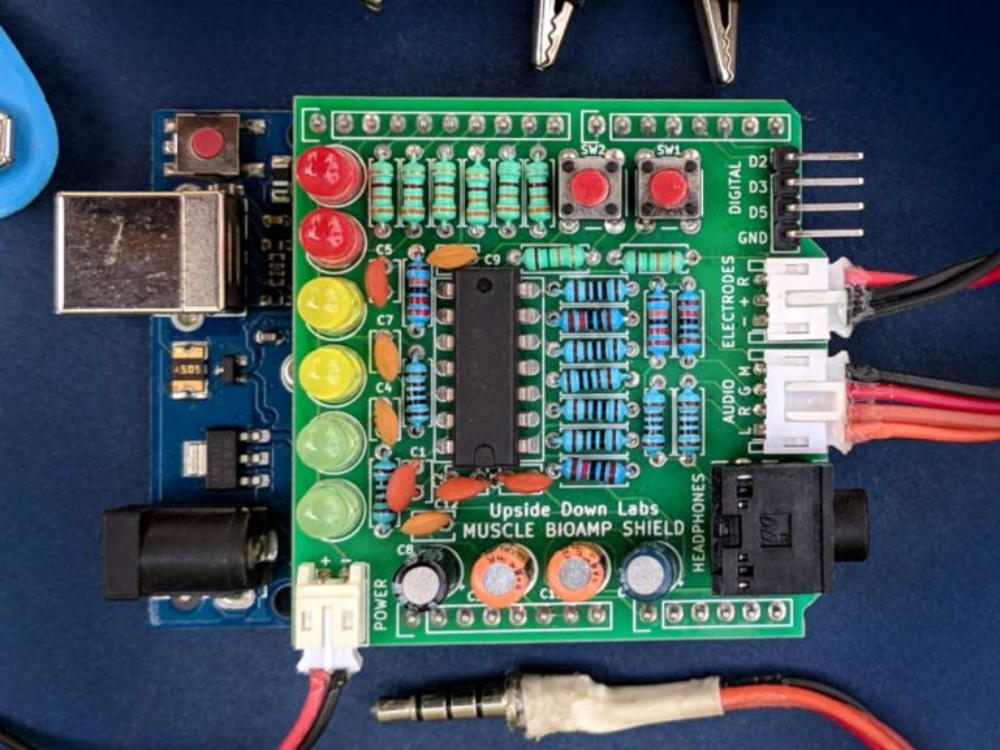 SW2
SW1
D2
D3
D5
GND
DIGITAL
C5
C9
R
+
-
ELECTRODES
C7
C4
M
G
R
L
AUDIO
C1
C12
Upside Down Labs
MUSCLE BIOAMP SHIELD
HEADPHONES
C8
+ -
POWER